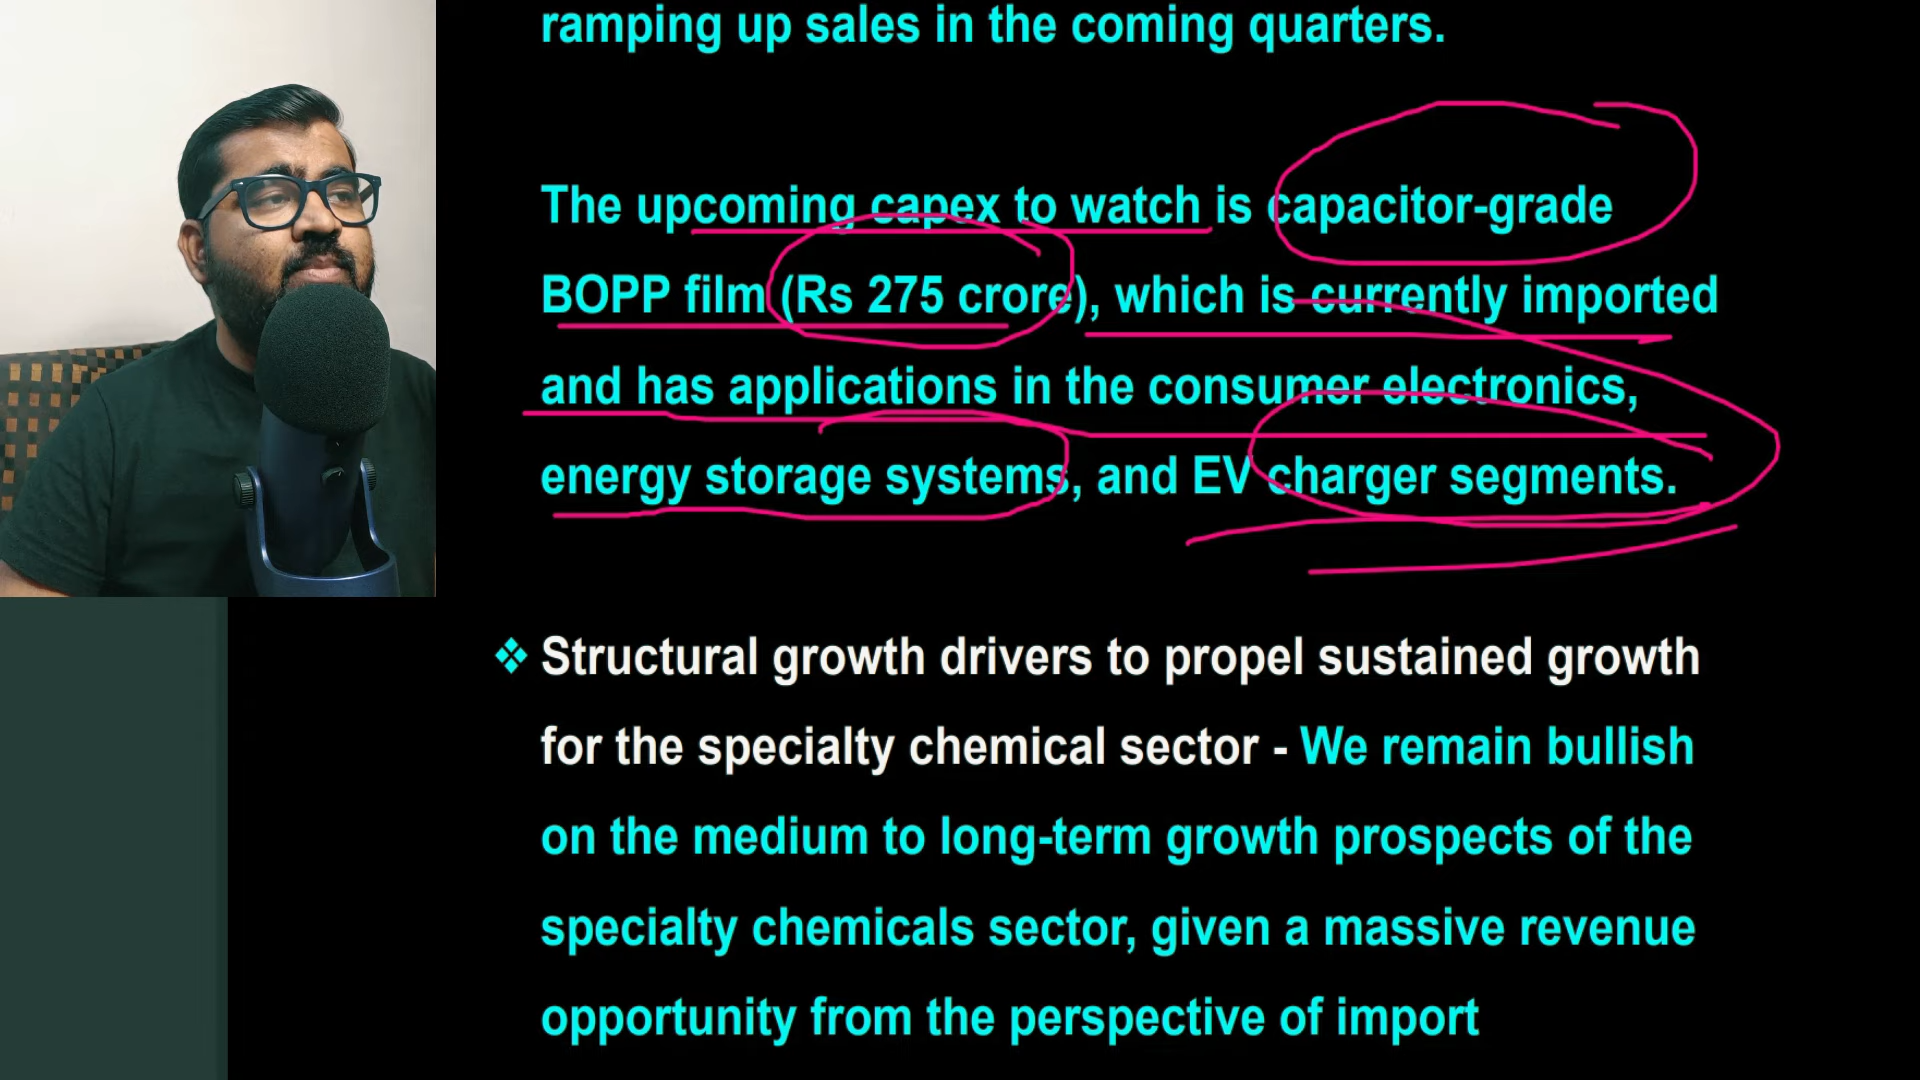 ramping up sales in the coming quarters.
The upcoming capex to watch is capacitor-grade
BOPP film (Rs 275 crore), which is currently imported
and has applications in the consumer electronics,
energy storage systems, and EV charger segments.
❖ Structural growth drivers to propel sustained growth
for the specialty chemical sector - We remain bullish
on the medium to long-term growth prospects of the
specialty chemicals sector, given a massive revenue
opportunity from the perspective of import